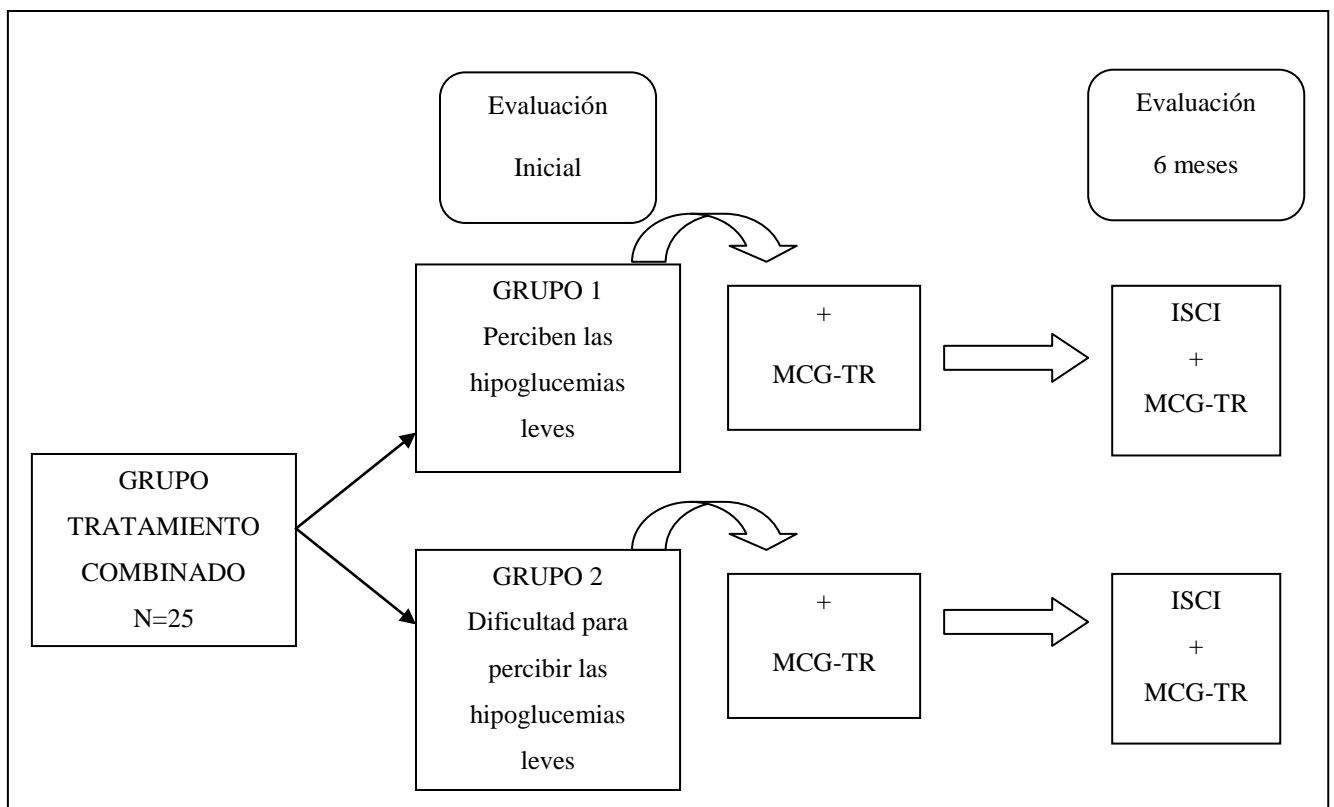 Evaluación
Inicial
Evaluación
6 meses
GRUPO 1
Perciben las
hipoglucemias
leves
+
MCG-TR
ISCI
+
MCG-TR
GRUPO
TRATAMIENTO
COMBINADO
N=25
GRUPO 2
Dificultad para
percibir las
hipoglucemias
leves
+
MCG-TR
ISCI
+
MCG-TR